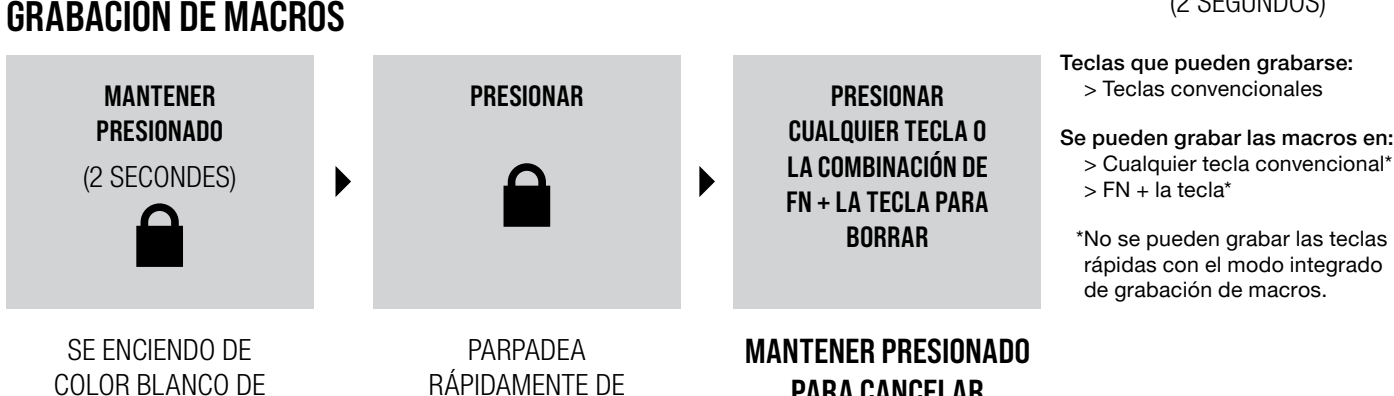 GRABACIÓN DE MACROS
MANTENER
PRESIONADO
(2 SECONDES)
SE ENCIENDO DE
COLOR BLANCO DE
PRESIONAR
PARPADEA
RÁPIDAMENTE DE
PRESIONAR
CUALQUIER TECLA O
LA COMBINACIÓN DE
FN + LA TECLA PARA
BORRAR
MANTENER PRESIONADO
PARA CANCELAR
(2 SEGUNDOS)
Teclas que pueden grabarse:
> Teclas convencionales
Se pueden grabar las macros en:
> Cualquier tecla convencional*
> FN + la tecla*
*No se pueden grabar las teclas
rápidas con el modo integrado
de grabación de macros.